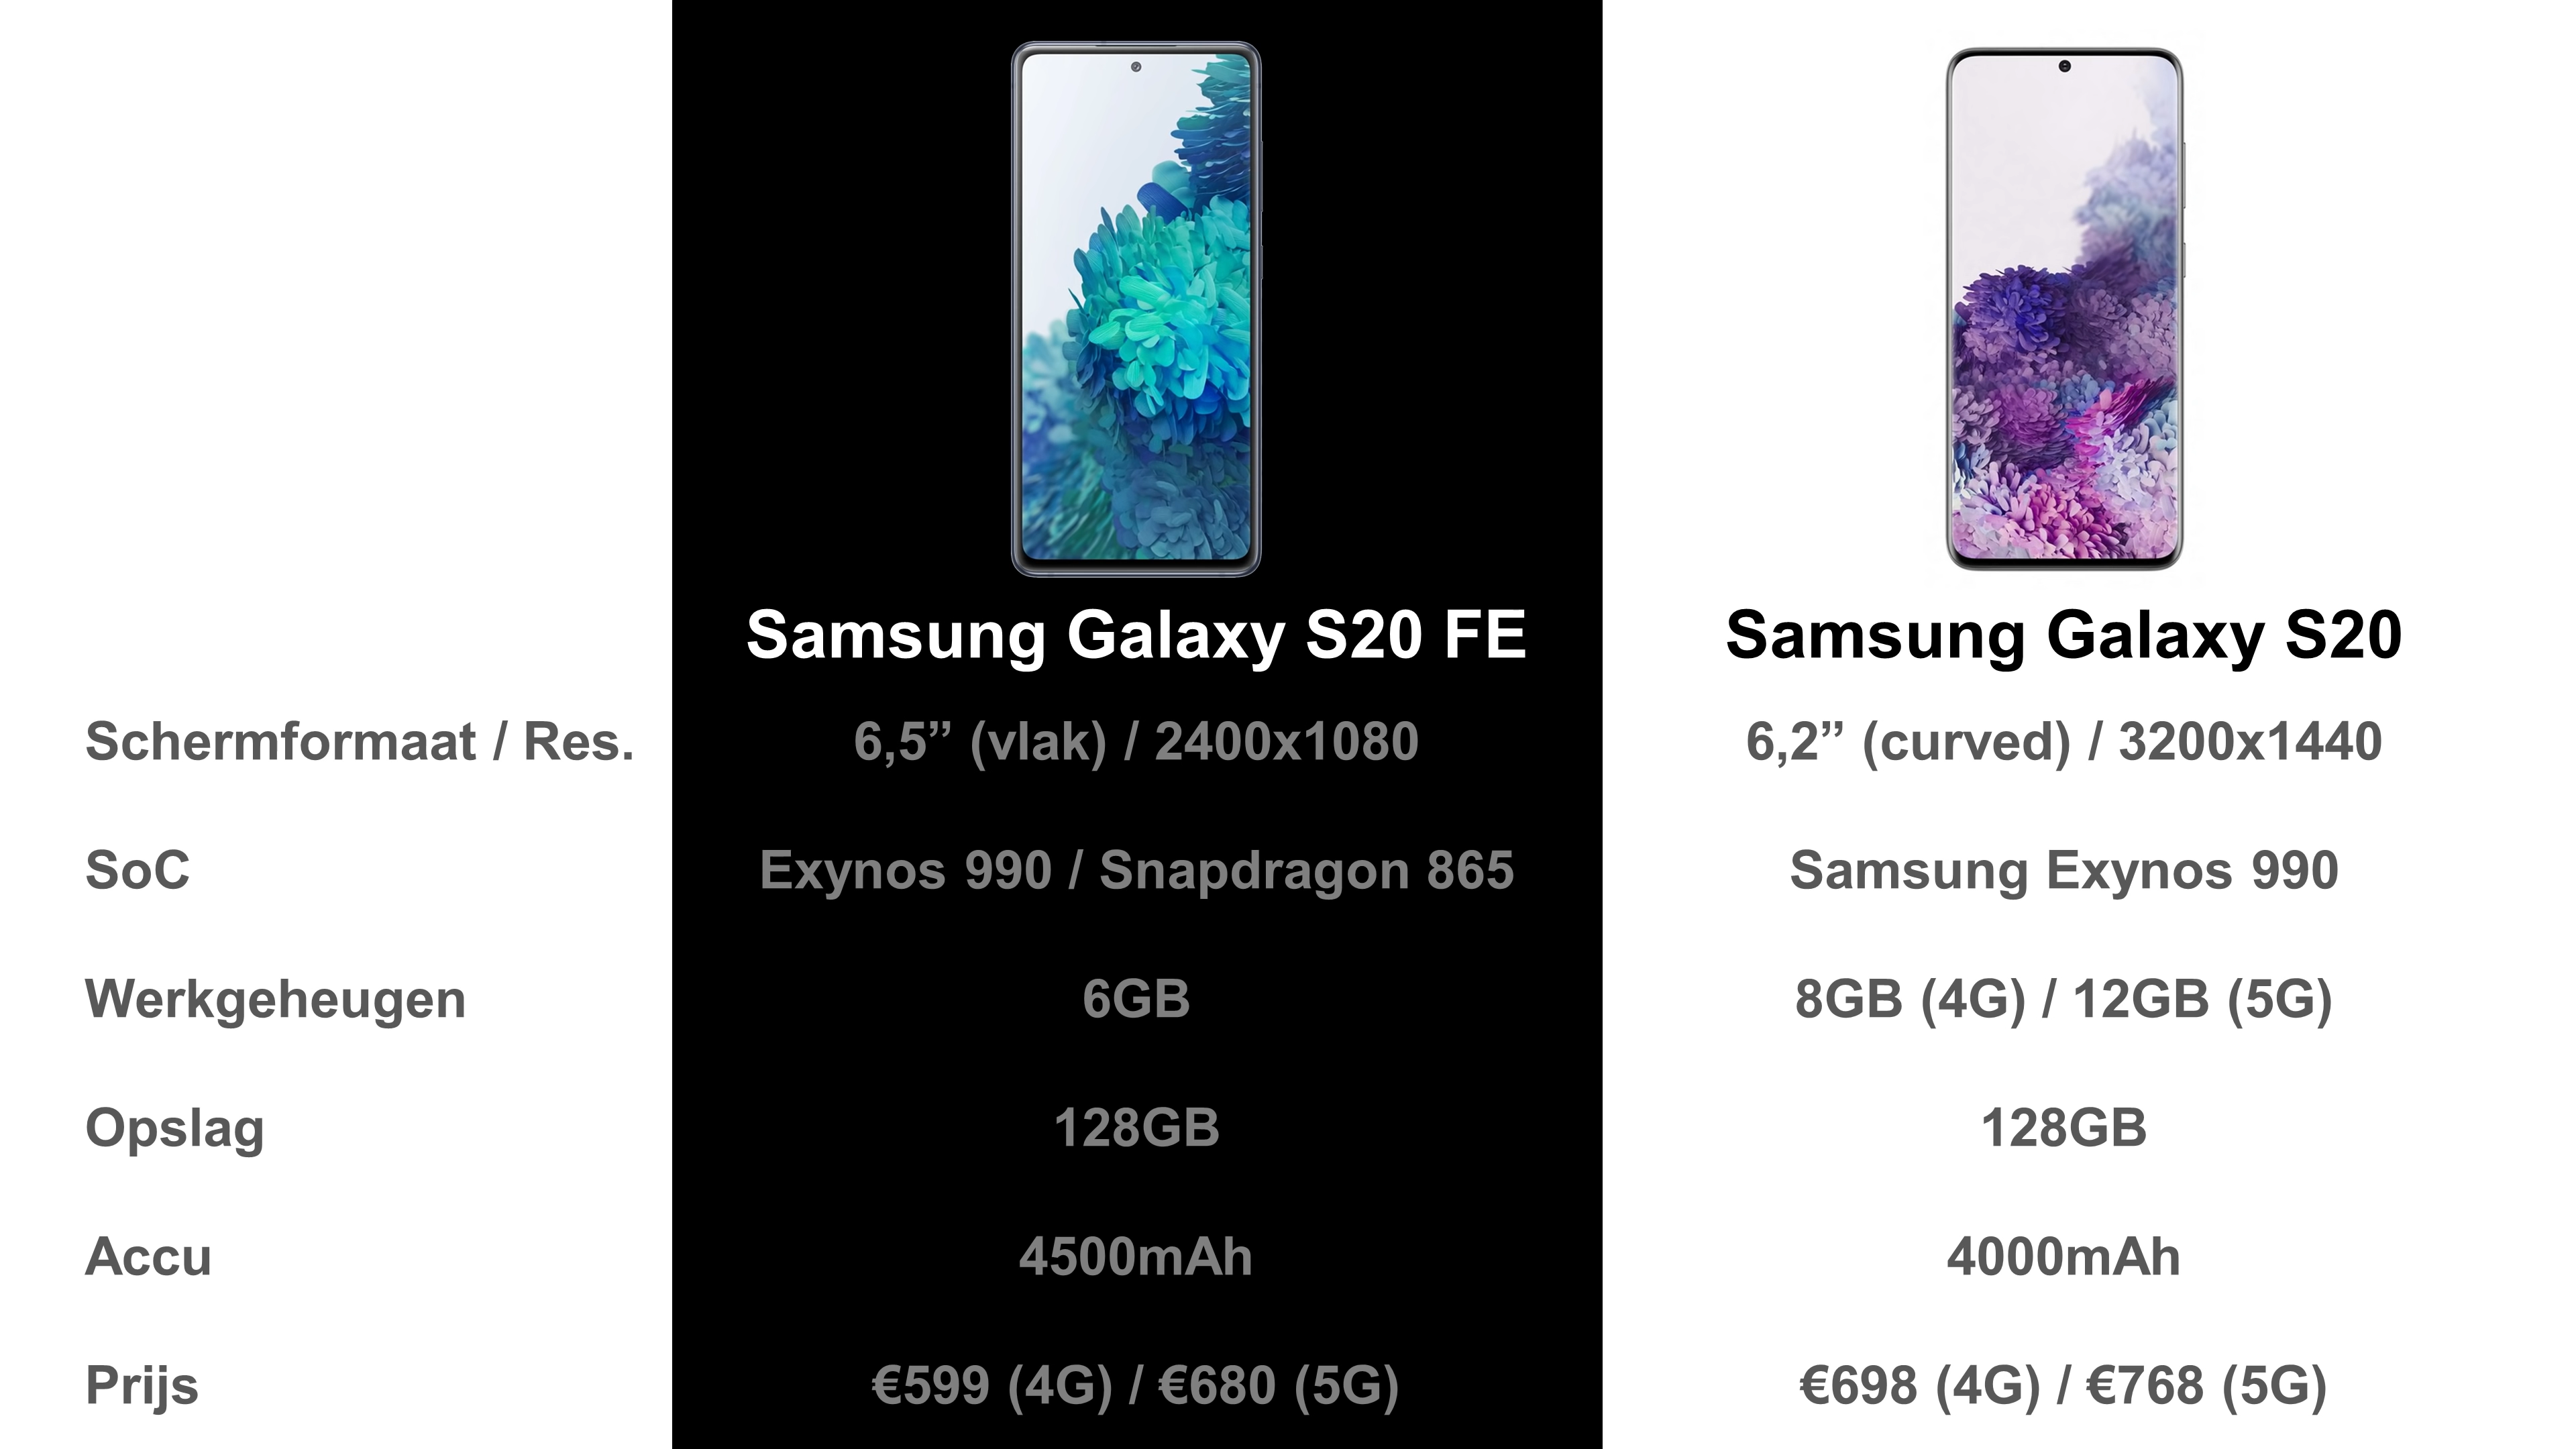 Samsung Galaxy S20 FE
Samsung Galaxy S20
Schermformaat / Res.
6,5” (vlak) / 2400x1080
6,2” (curved) / 3200x1440
SoC
Exynos 990 / Snapdragon 865
Samsung Exynos 990
Werkgeheugen
6GB
8GB (4G) / 12GB (5G)
Opslag
128GB
128GB
Accu
4500mAh
4000mAh
Prijs
€599 (4G) / €680 (5G)
€698 (4G) / €768 (5G)